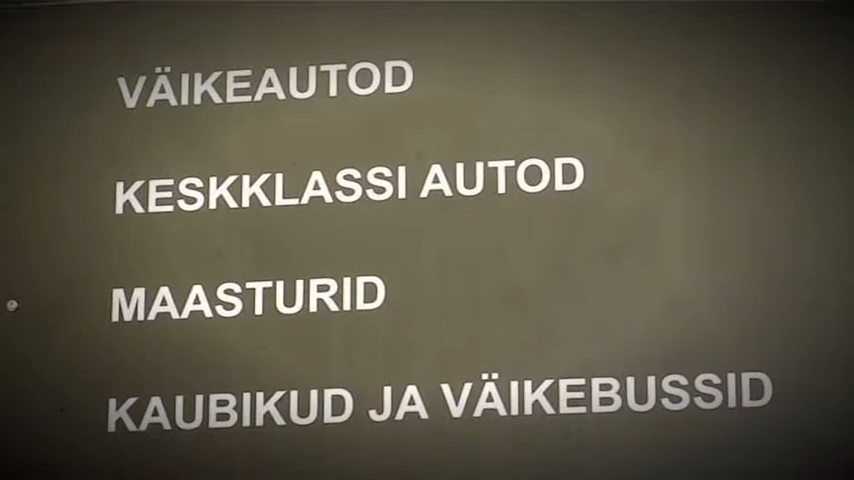 VÄIKEAUTOD
KESKKLASSI AUTOD
MAASTURID
KAUBIKUD JA VÄIKEBUSSID